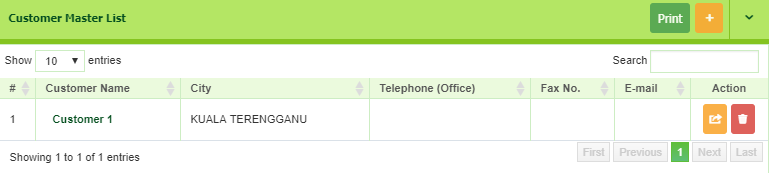 Customer Master List Print +
Show 10 entries Search
# Customer Name City Telephone (Office) Fax No. E-mail Action
1 Customer 1 KUALA TERENGGANU
Showing 1 to 1 of 1 entries First Previous 1 Next Last